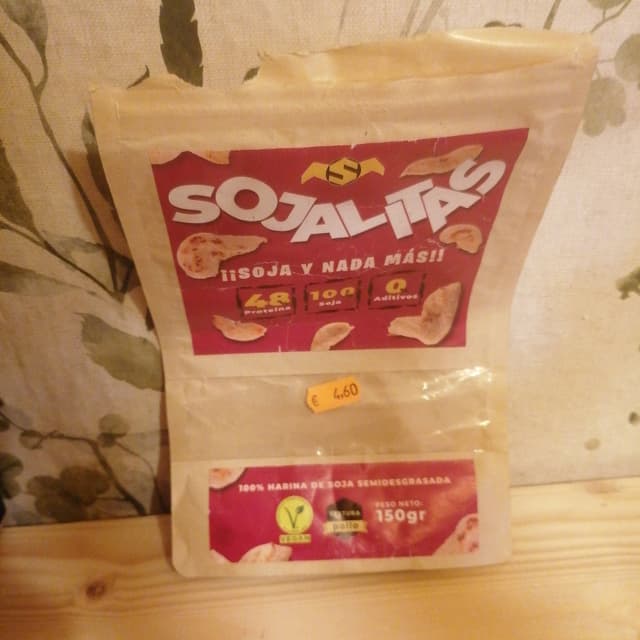 S
SOJALITAS
¡¡SOJA Y NADA MÁS!!
48 100 0
Proteína Soja Aditivos
€ 4,60
100% HARINA DE SOJA SEMIDESGRASADA
V
VEGAN
TEXTURA
pollo
PESO NETO:
150gr